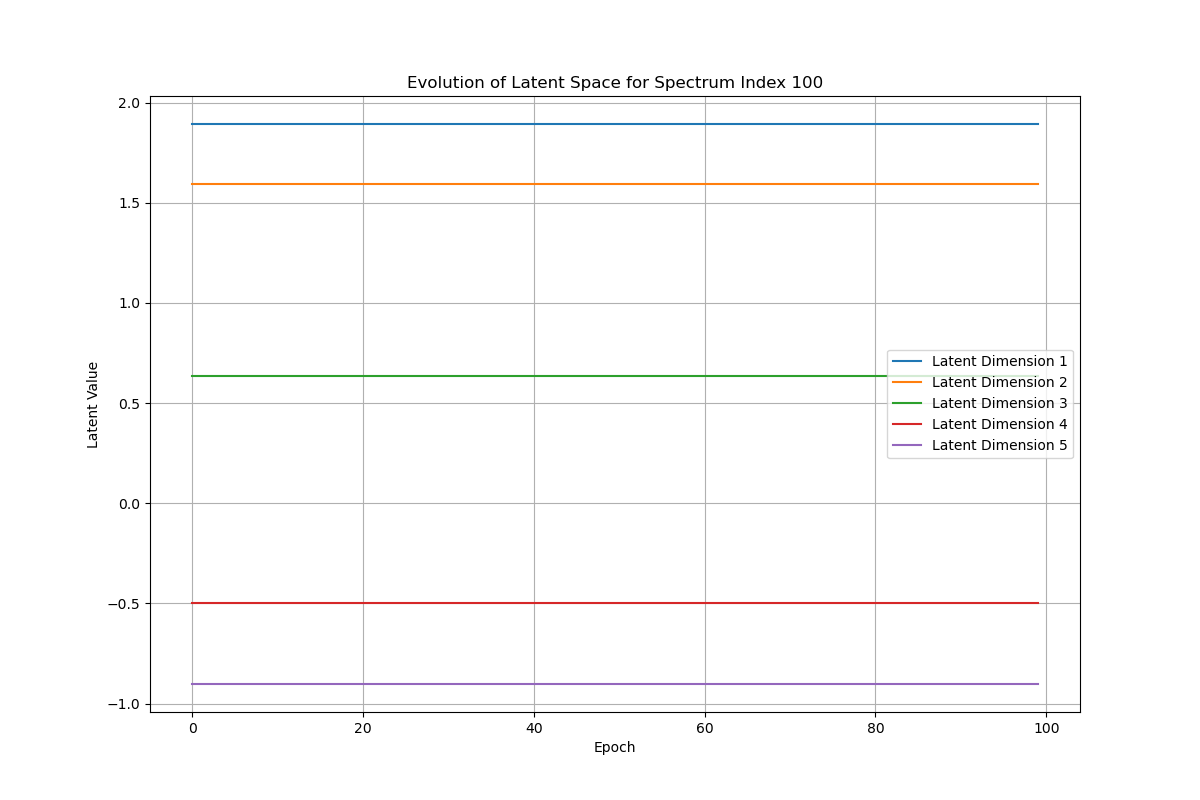 Evolution of Latent Space for Spectrum Index 100
2.0
1.5
1.0
0.5
0.0
−0.5
−1.0
Latent Value
Latent Dimension 1
Latent Dimension 2
Latent Dimension 3
Latent Dimension 4
Latent Dimension 5
0 20 40 60 80 100
Epoch